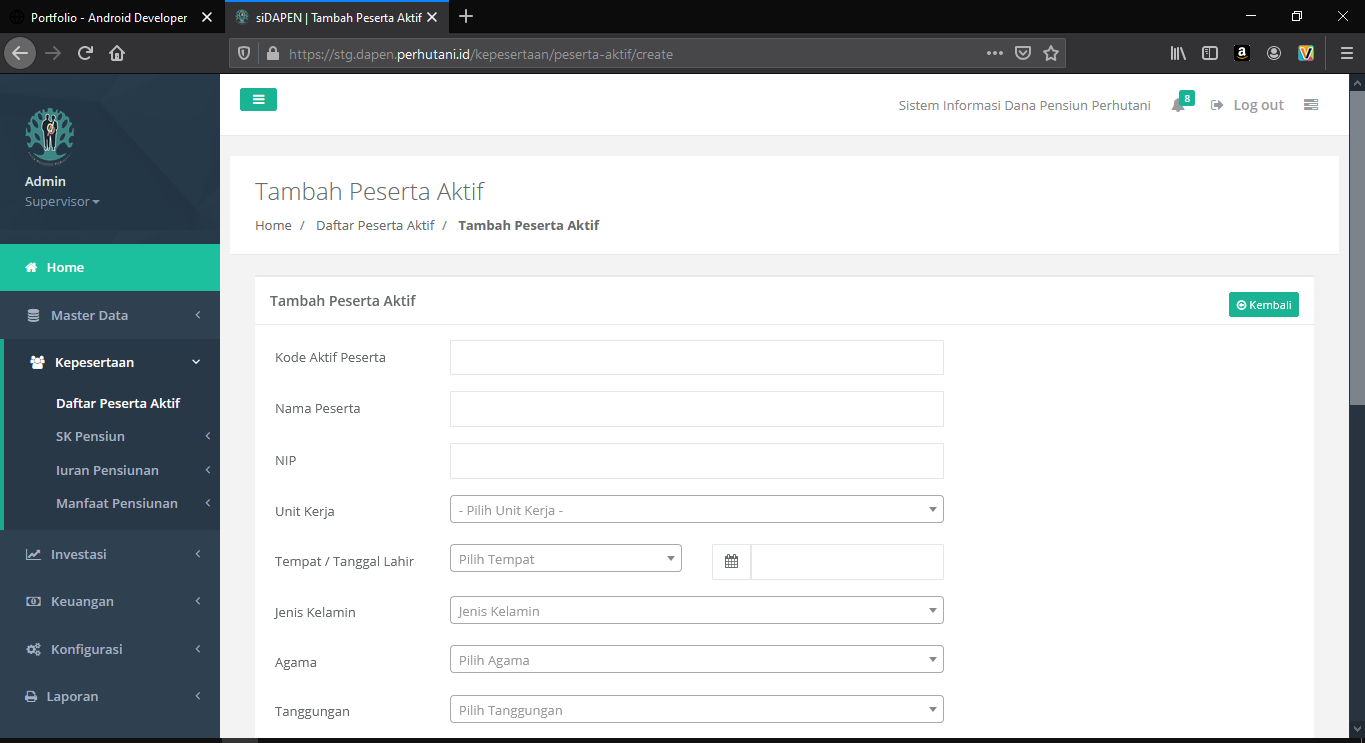 Portfolio - Android Developer
siDAPEN | Tambah Peserta Aktif
https://stg.dapen.perhutani.id/kepesertaan/peserta-aktif/create
Admin
Supervisor
Home
Master Data
Kepesertaan
Daftar Peserta Aktif
SK Pensiun
Iuran Pensiunan
Manfaat Pensiunan
Investasi
Keuangan
Konfigurasi
Laporan
Sistem Informasi Dana Pensiun Perhutani
8
Log out
Tambah Peserta Aktif
Home / Daftar Peserta Aktif / Tambah Peserta Aktif
Tambah Peserta Aktif
Kembali
Kode Aktif Peserta
Nama Peserta
NIP
Unit Kerja - Pilih Unit Kerja -
Tempat / Tanggal Lahir Pilih Tempat
Jenis Kelamin Jenis Kelamin
Agama Pilih Agama
Tanggungan Pilih Tanggungan